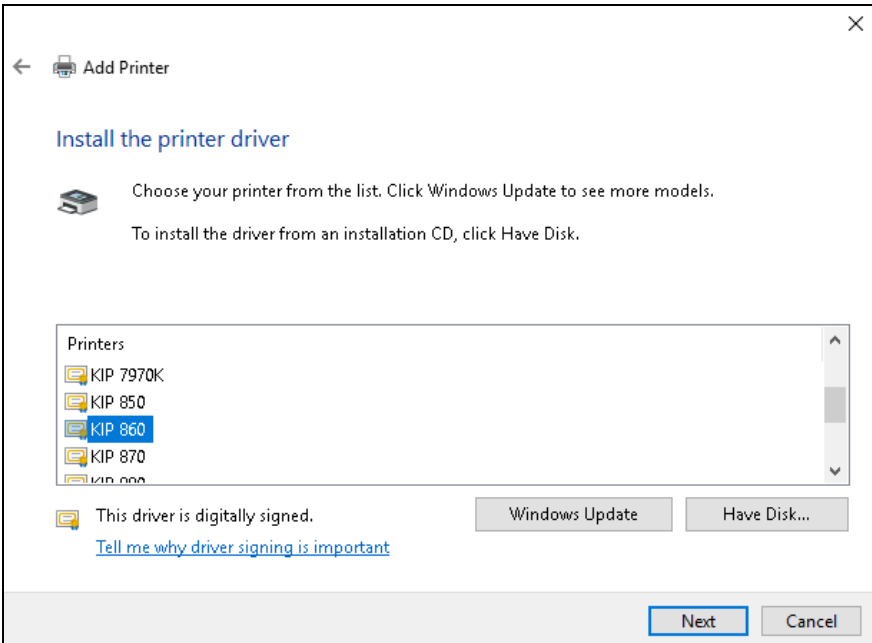 Add Printer
Install the printer driver
Choose your printer from the list. Click Windows Update to see more models.
To install the driver from an installation CD, click Have Disk.
Printers
KIP 7970K
KIP 850
KIP 860
KIP 870
This driver is digitally signed.
Windows Update
Have Disk...
Tell me why driver signing is important
Next
Cancel